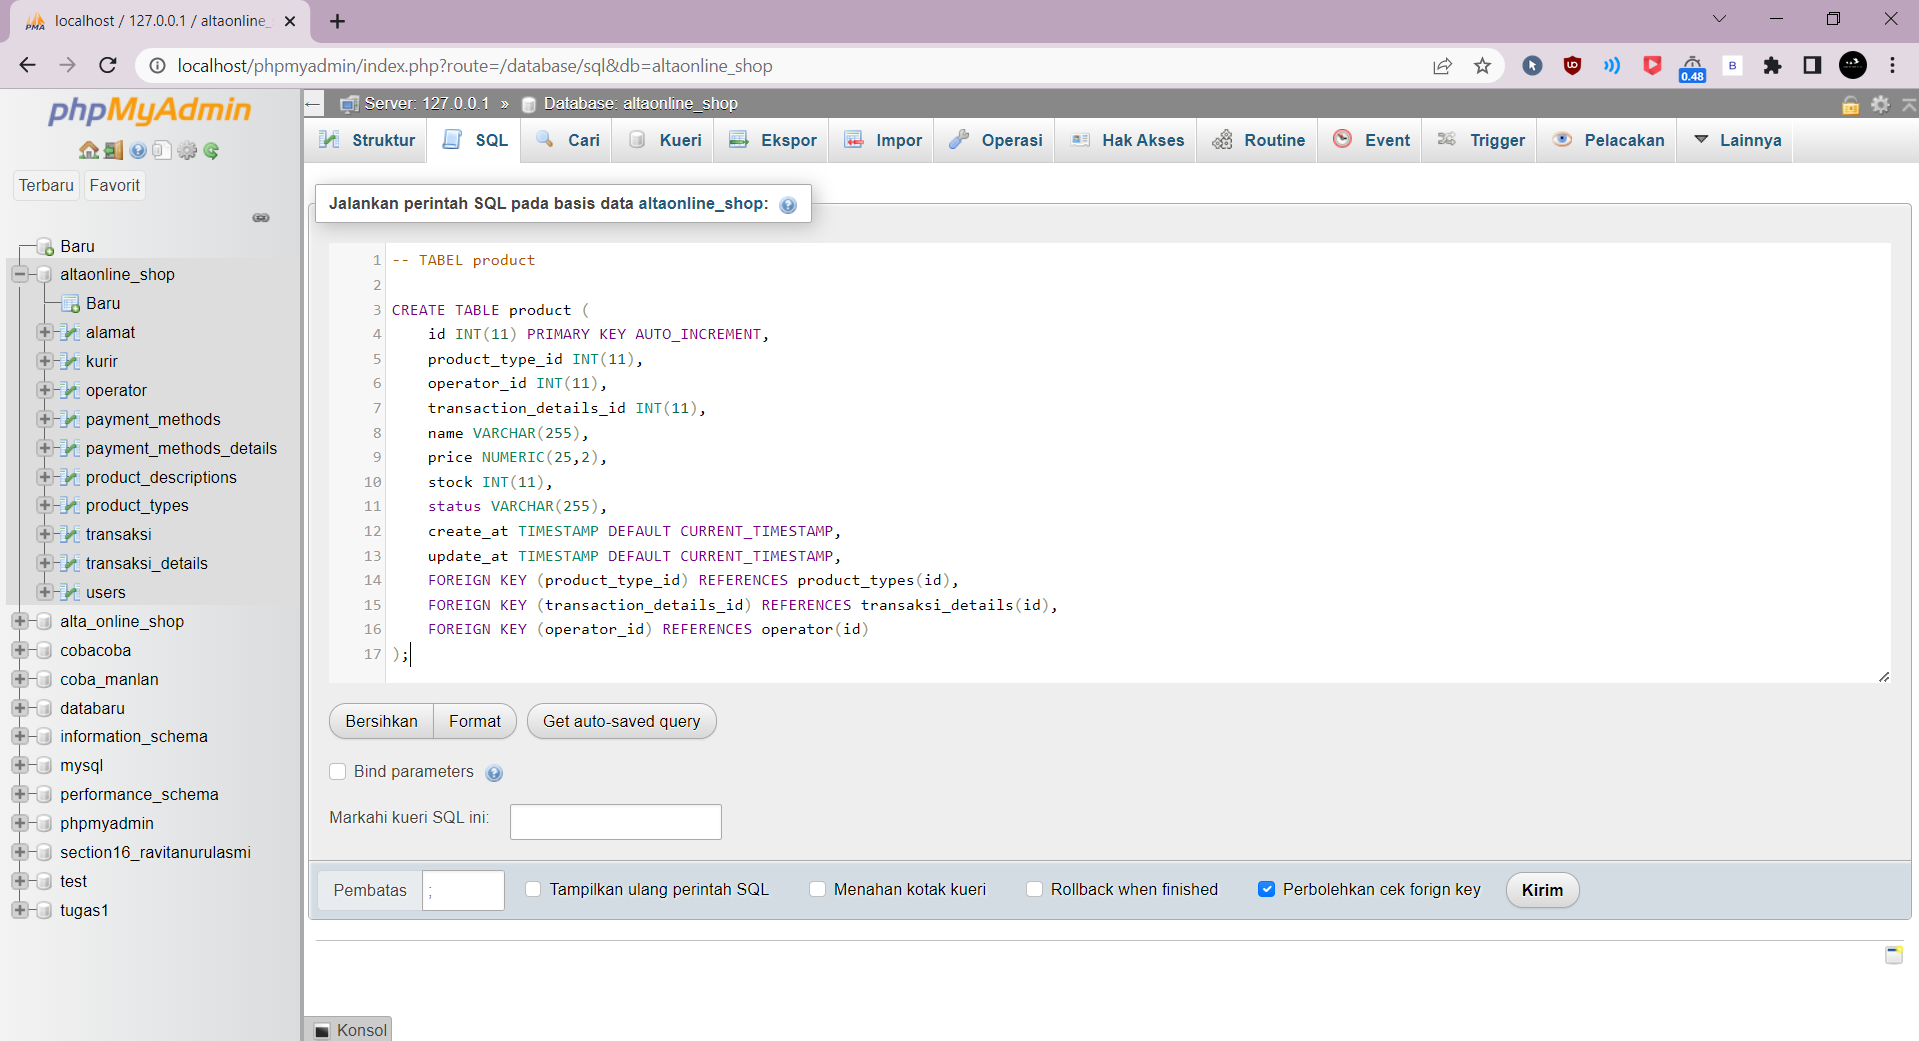 localhost / 127.0.0.1 / altaonline_
localhost/phpmyadmin/index.php?route=/database/sql&db=altaonline_shop
0.48
B
phpMyAdmin
Terbaru
Favorit
Baru
altaonline_shop
Baru
alamat
kurir
operator
payment_methods
payment_methods_details
product_descriptions
product_types
transaksi
transaksi_details
users
alta_online_shop
cobacoba
coba_manlan
databaru
information_schema
mysql
performance_schema
phpmyadmin
section16_ravitanurulasmi
test
tugas1
Server: 127.0.0.1 » Database: altaonline_shop
Struktur SQL Cari Kueri Ekspor Impor Operasi Hak Akses Routine Event Trigger Pelacakan Lainnya
Jalankan perintah SQL pada basis data altaonline_shop:
1 -- TABEL product
2
3 CREATE TABLE product (
4 id INT(11) PRIMARY KEY AUTO_INCREMENT,
5 product_type_id INT(11),
6 operator_id INT(11),
7 transaction_details_id INT(11),
8 name VARCHAR(255),
9 price NUMERIC(25,2),
10 stock INT(11),
11 status VARCHAR(255),
12 create_at TIMESTAMP DEFAULT CURRENT_TIMESTAMP,
13 update_at TIMESTAMP DEFAULT CURRENT_TIMESTAMP,
14 FOREIGN KEY (product_type_id) REFERENCES product_types(id),
15 FOREIGN KEY (transaction_details_id) REFERENCES transaksi_details(id),
16 FOREIGN KEY (operator_id) REFERENCES operator(id)
17 );
Bersihkan Format Get auto-saved query
Bind parameters
Markahi kueri SQL ini:
Pembatas ; Tampilkan ulang perintah SQL Menahan kotak kueri Rollback when finished Perbolehkan cek forign key Kirim
Konsol